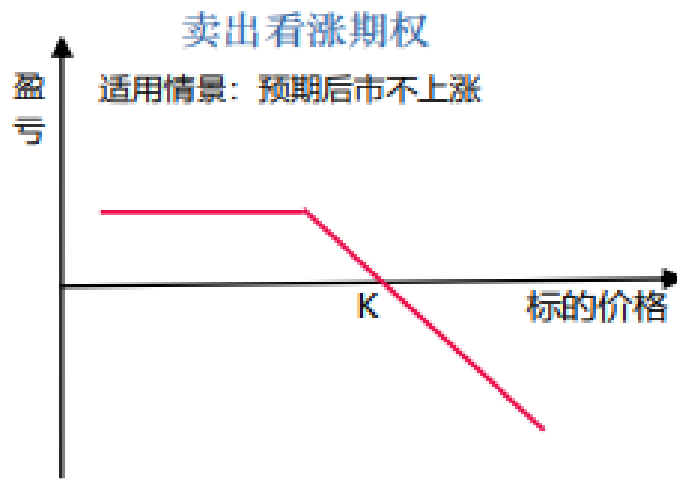 卖出看涨期权
盈亏
适用情景：预期后市不上涨
K
标的价格